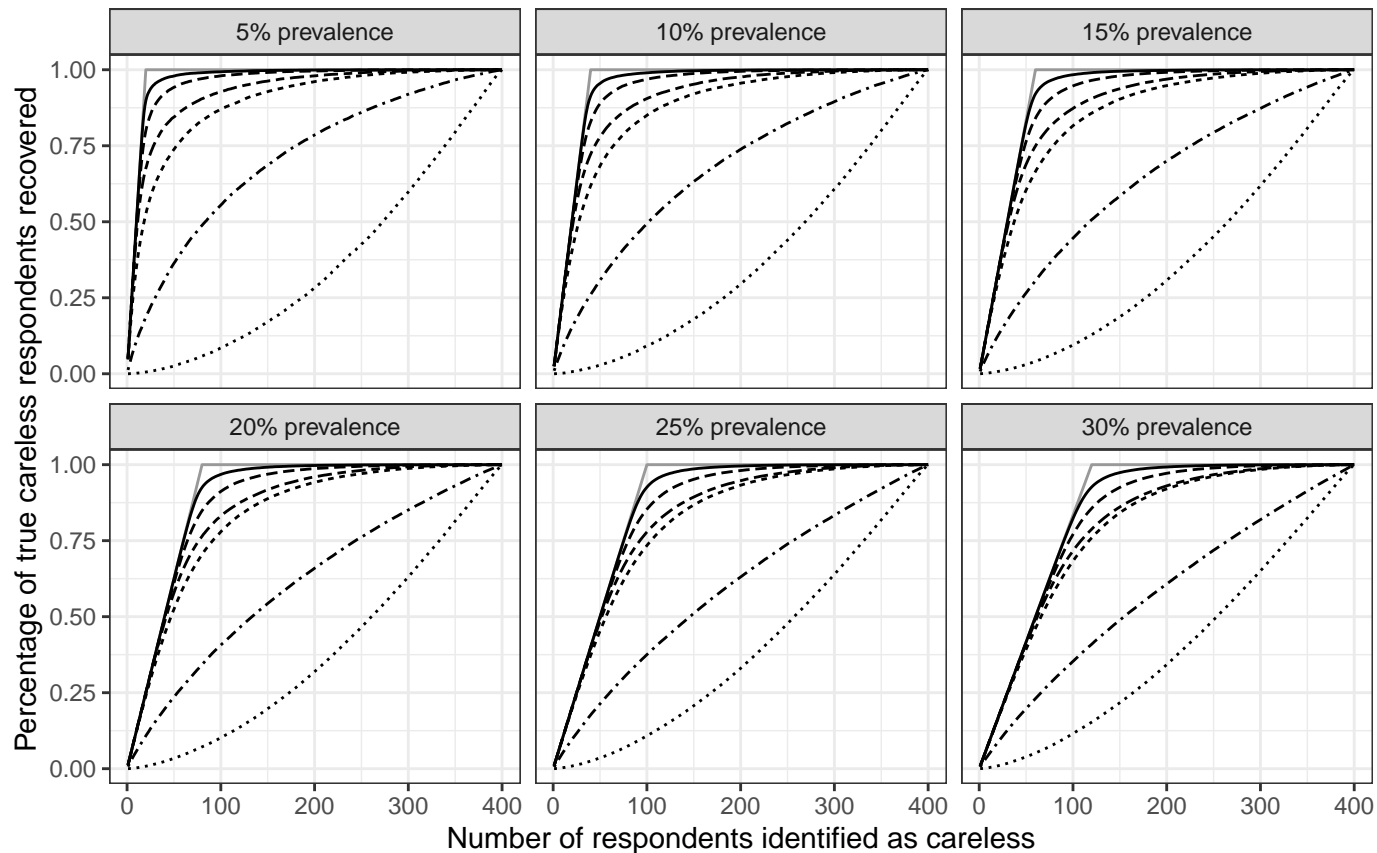 5% prevalence 10% prevalence 15% prevalence
1.00
0.75
0.50
0.25
0.00
20% prevalence 25% prevalence 30% prevalence
1.00
0.75
0.50
0.25
0.00
0 100 200 300 400 0 100 200 300 400 0 100 200 300 400
Number of respondents identified as careless
Percentage of true careless respondents recovered